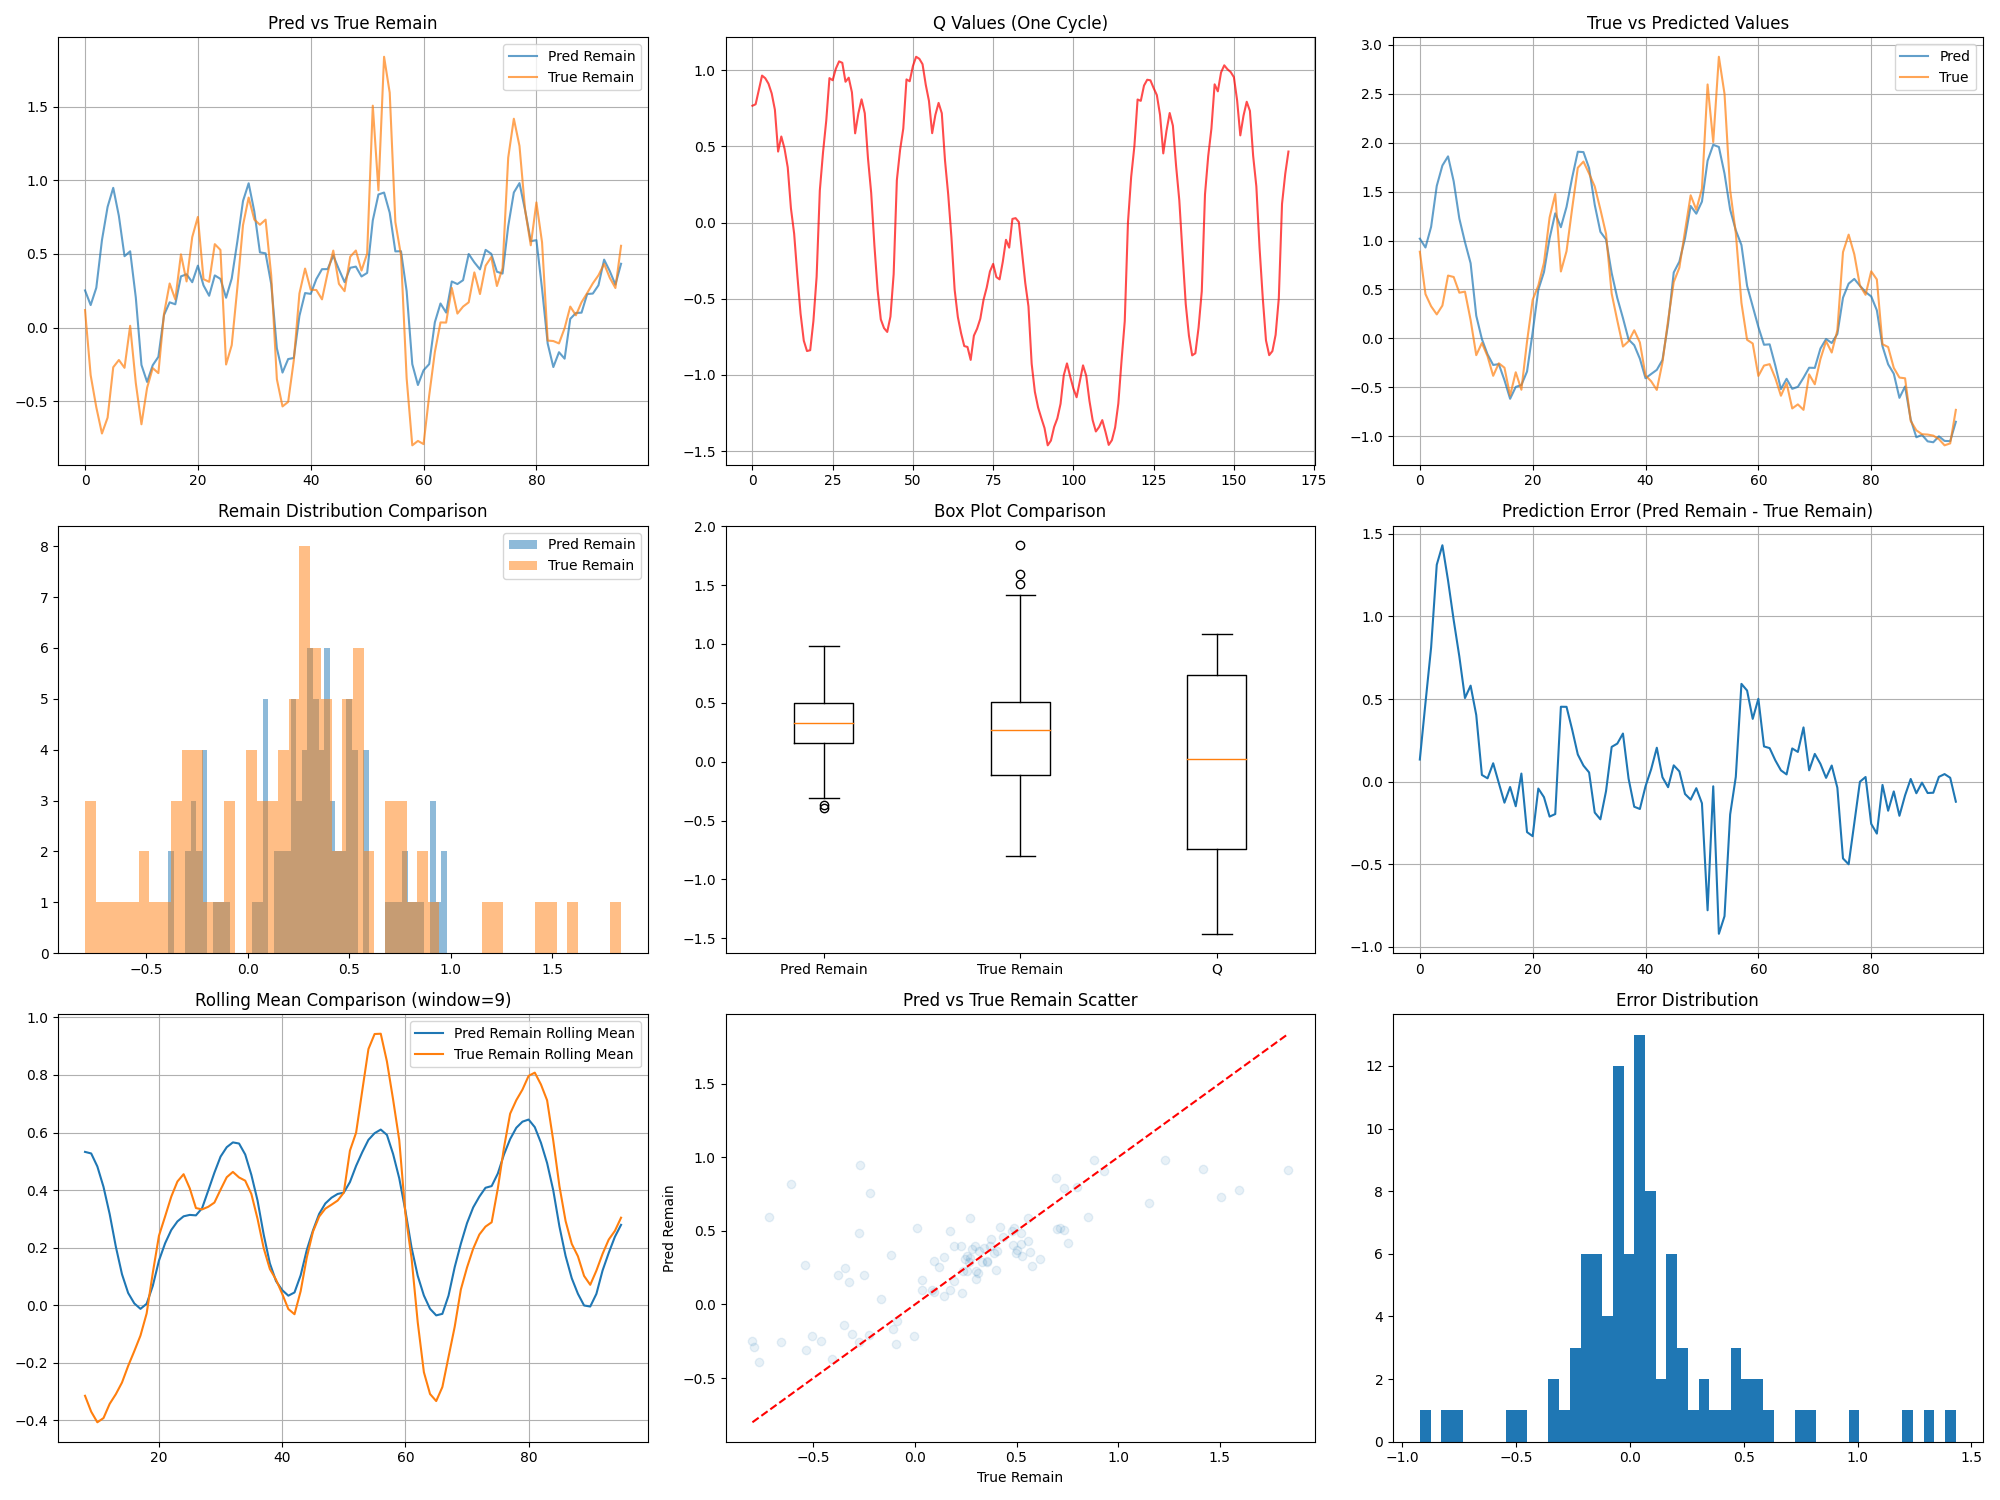 Pred vs True Remain
Pred Remain
True Remain
1.5
1.0
0.5
0.0
−0.5
0 20 40 60 80
Q Values (One Cycle)
1.0
0.5
0.0
−0.5
−1.0
−1.5
0 25 50 75 100 125 150 175
True vs Predicted Values
Pred
True
3.0
2.5
2.0
1.5
1.0
0.5
0.0
−0.5
−1.0
0 20 40 60 80
Remain Distribution Comparison
Pred Remain
True Remain
8
7
6
5
4
3
2
1
0
−0.5 0.0 0.5 1.0 1.5
Box Plot Comparison
2.0
1.5
1.0
0.5
0.0
−0.5
−1.0
−1.5
Pred Remain True Remain Q
Prediction Error (Pred Remain - True Remain)
1.5
1.0
0.5
0.0
−0.5
−1.0
0 20 40 60 80
Rolling Mean Comparison (window=9)
Pred Remain Rolling Mean
True Remain Rolling Mean
1.0
0.8
0.6
0.4
0.2
0.0
−0.2
−0.4
20 40 60 80
Pred vs True Remain Scatter
Pred Remain
1.5
1.0
0.5
0.0
−0.5
−0.5 0.0 0.5 1.0 1.5
True Remain
Error Distribution
12
10
8
6
4
2
0
−1.0 −0.5 0.0 0.5 1.0 1.5